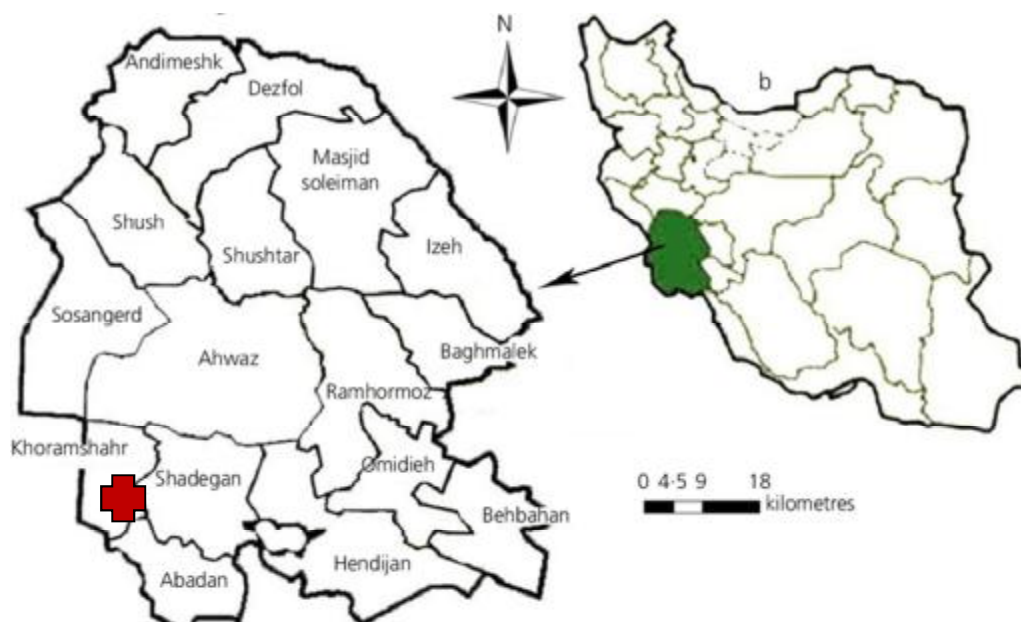 N
b
Andimeshk
Dezfol
Masjid
soleiman
Shush
Shushtar
Izeh
Sosangerd
Ahwaz
Baghmalek
Ramhormoz
Khoramshahr
Shadegan
Omidieh
Behbahan
Hendijan
Abadan
0 4·5 9 18
kilometres